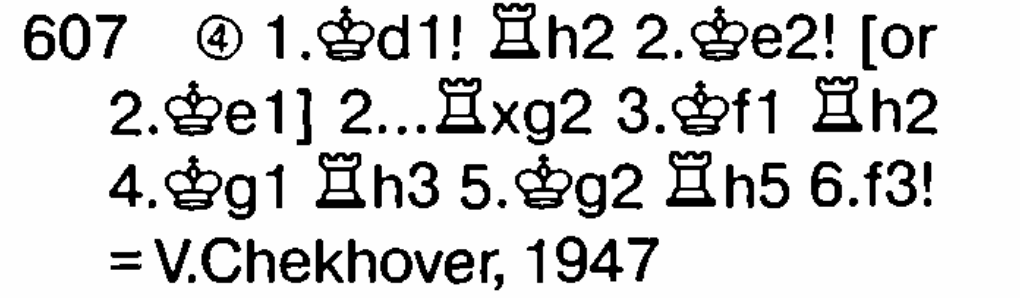 607 ④ 1.♔d1! ♖h2 2.♔e2! [or
2.♔e1] 2...♖xg2 3.♔f1 ♖h2
4.♔g1 ♖h3 5.♔g2 ♖h5 6.f3!
= V.Chekhover, 1947